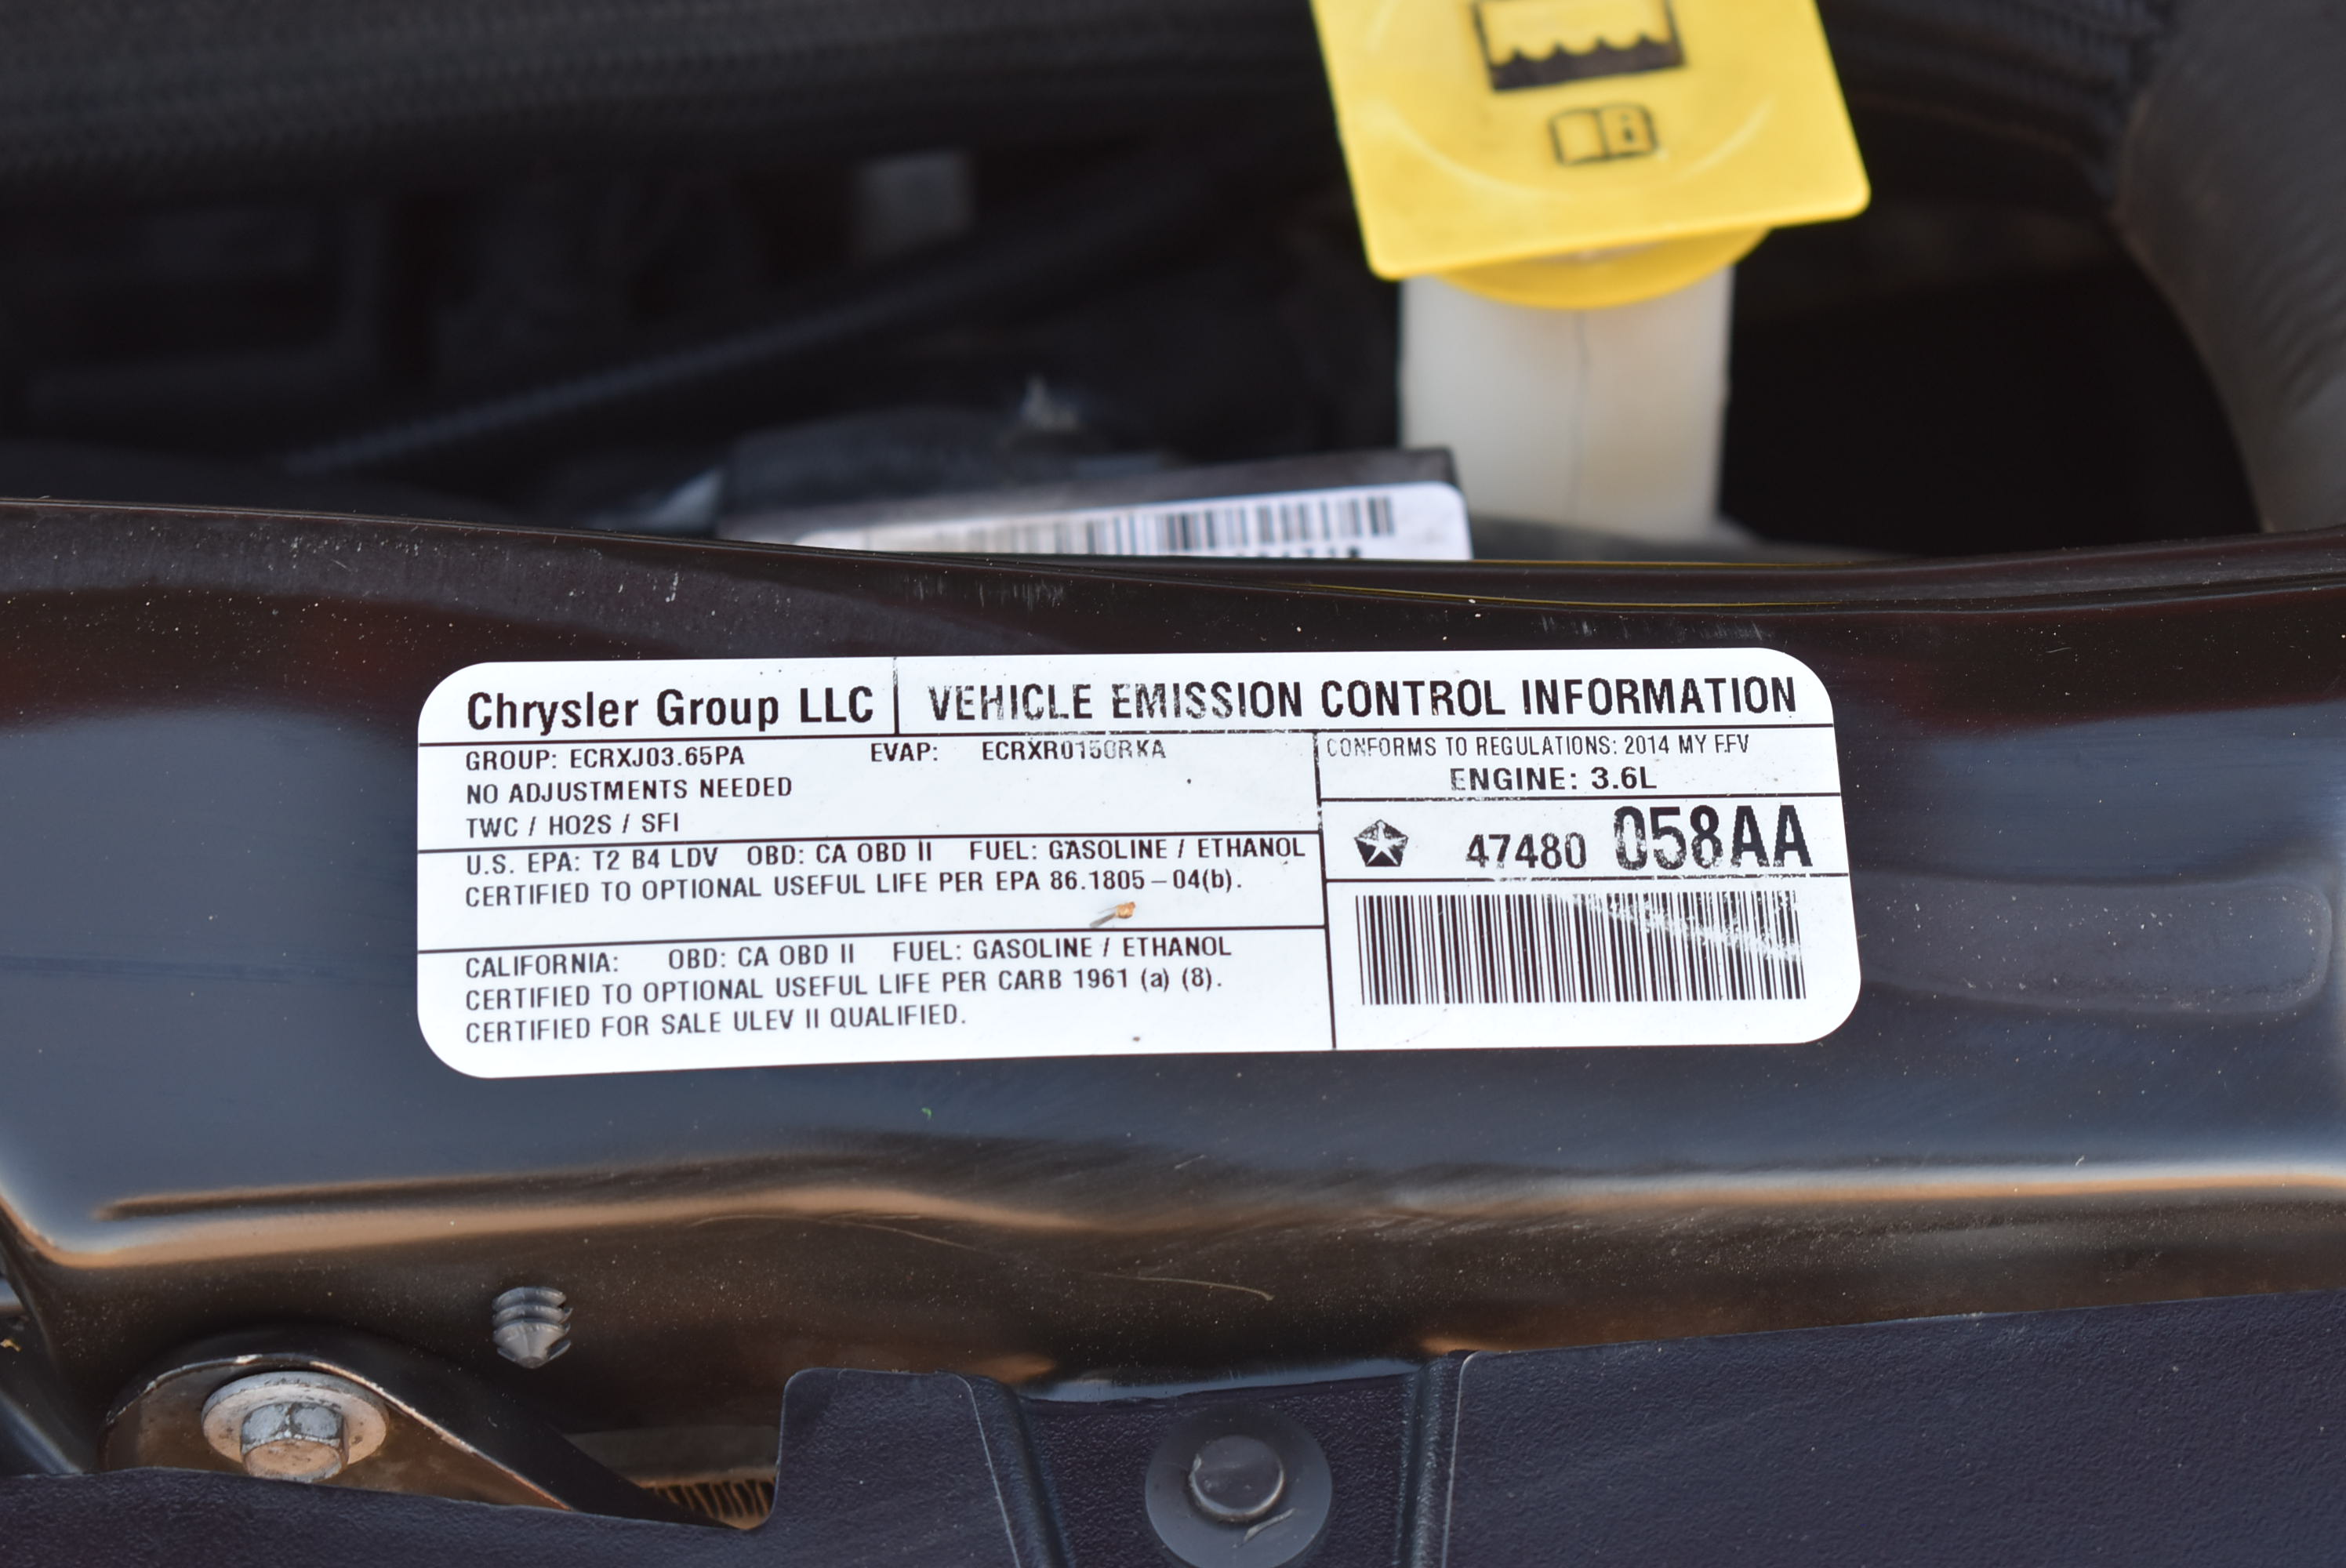 Chrysler Group LLC VEHICLE EMISSION CONTROL INFORMATION
GROUP: ECRXJ03.65PA EVAP: ECRXR0150RKA
NO ADJUSTMENTS NEEDED
TWC / HO2S / SFI
U.S. EPA: T2 B4 LDV OBD: CA OBD II FUEL: GASOLINE / ETHANOL
CERTIFIED TO OPTIONAL USEFUL LIFE PER EPA 86.1805-04(b).
CALIFORNIA: OBD: CA OBD II FUEL: GASOLINE / ETHANOL
CERTIFIED TO OPTIONAL USEFUL LIFE PER CARB 1961 (a) (8).
CERTIFIED FOR SALE ULEV II QUALIFIED.
CONFORMS TO REGULATIONS: 2014 MY FFV
ENGINE: 3.6L
47480 058AA